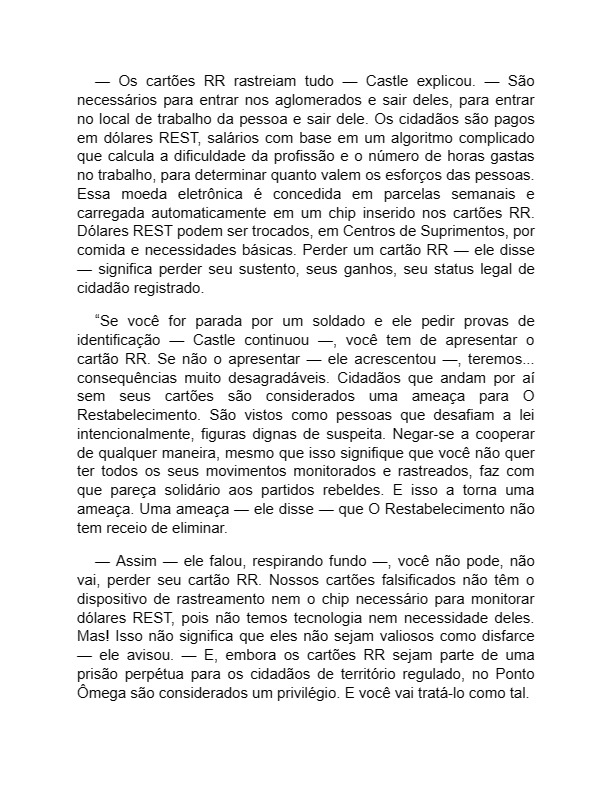 — Os cartões RR rastreiam tudo — Castle explicou. — São
necessários para entrar nos aglomerados e sair deles, para entrar
no local de trabalho da pessoa e sair dele. Os cidadãos são pagos
em dólares REST, salários com base em um algoritmo complicado
que calcula a dificuldade da profissão e o número de horas gastas
no trabalho, para determinar quanto valem os esforços das pessoas.
Essa moeda eletrônica é concedida em parcelas semanais e
carregada automaticamente em um chip inserido nos cartões RR.
Dólares REST podem ser trocados, em Centros de Suprimentos, por
comida e necessidades básicas. Perder um cartão RR — ele disse
— significa perder seu sustento, seus ganhos, seu status legal de
cidadão registrado.
“Se você for parada por um soldado e ele pedir provas de
identificação — Castle continuou —, você tem de apresentar o
cartão RR. Se não o apresentar — ele acrescentou —, teremos...
consequências muito desagradáveis. Cidadãos que andam por aí
sem seus cartões são considerados uma ameaça para O
Restabelecimento. São vistos como pessoas que desafiam a lei
intencionalmente, figuras dignas de suspeita. Negar-se a cooperar
de qualquer maneira, mesmo que isso signifique que você não quer
ter todos os seus movimentos monitorados e rastreados, faz com
que pareça solidário aos partidos rebeldes. E isso a torna uma
ameaça. Uma ameaça — ele disse — que O Restabelecimento não
tem receio de eliminar.
— Assim — ele falou, respirando fundo —, você não pode, não
vai, perder seu cartão RR. Nossos cartões falsificados não têm o
dispositivo de rastreamento nem o chip necessário para monitorar
dólares REST, pois não temos tecnologia nem necessidade deles.
Mas! Isso não significa que eles não sejam valiosos como disfarce
— ele avisou. — E, embora os cartões RR sejam parte de uma
prisão perpétua para os cidadãos de território regulado, no Ponto
Ômega são considerados um privilégio. E você vai tratá-lo como tal.